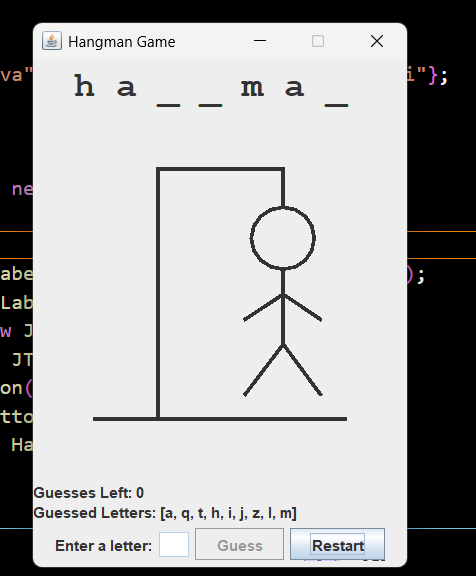 Hangman Game
va" i"};
h a _ _ m a _
ne
abe );
Lab
w J
JT
on(
tto
Ha
Guesses Left: 0
Guessed Letters: [a, q, t, h, i, j, z, l, m]
Enter a letter: Guess Restart